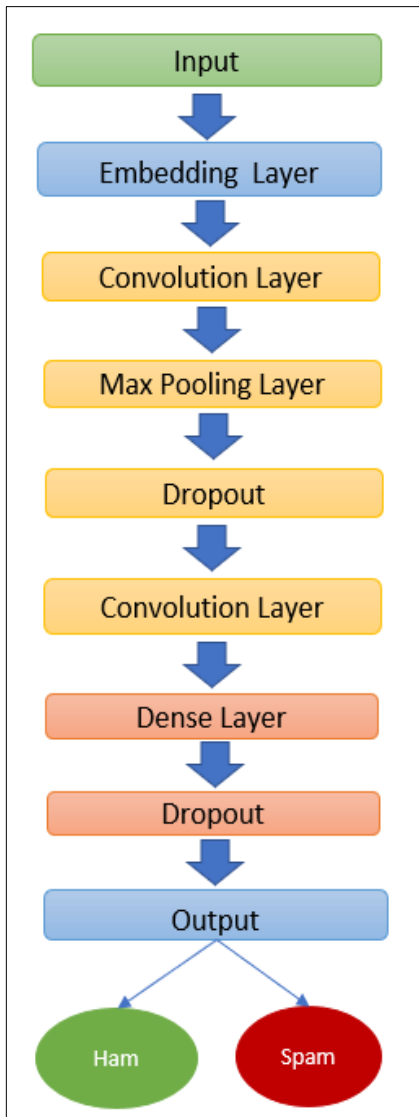 Input
Embedding Layer
Convolution Layer
Max Pooling Layer
Dropout
Convolution Layer
Dense Layer
Dropout
Output
Ham
Spam